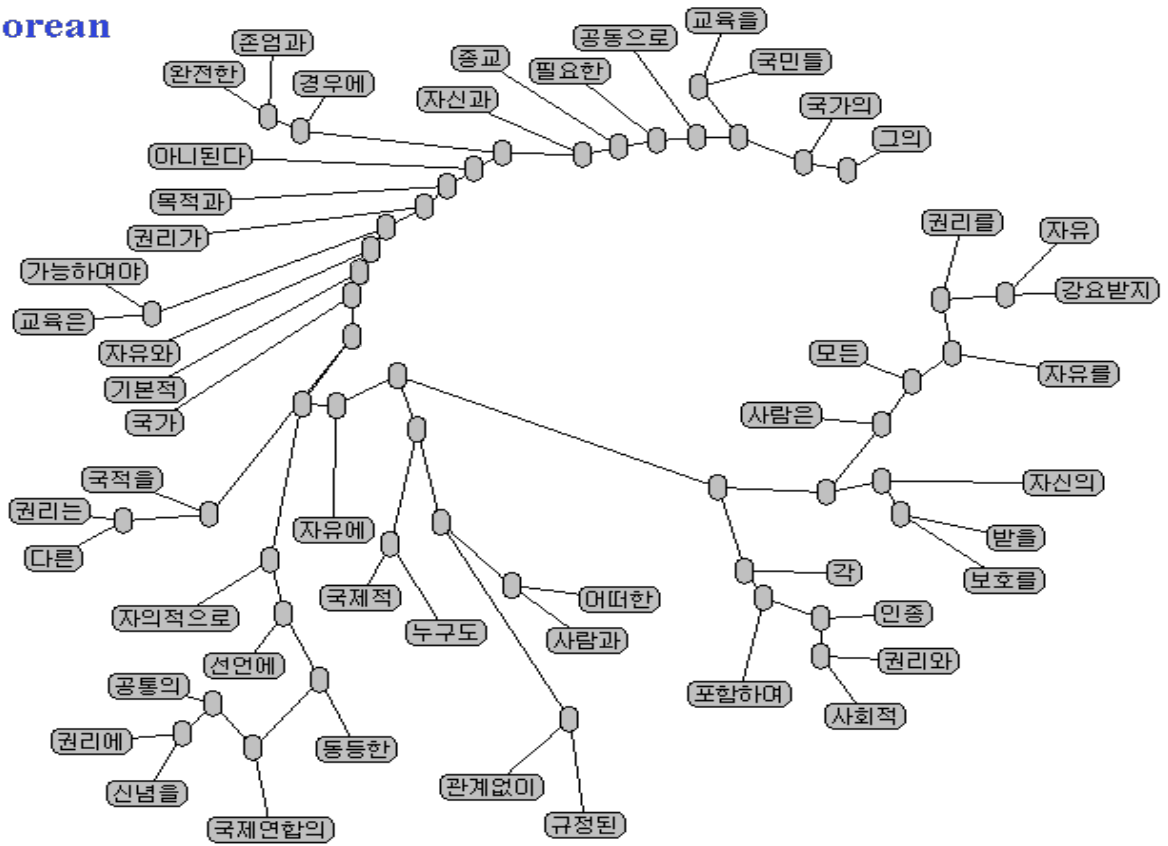 orean
교육을
존엄과
공동으로
종교
국민들
완전한
경우에
필요한
자신과
국가의
그의
아니된다
목적과
권리가
권리를
자유
가능하여야
강요받지
교육은
자유와
모든
자유를
기본적
사람은
국가
국적을
자신의
권리는
자유에
다른
받을
각
보호를
국제적
어떠한
자의적으로
누구도
사람과
인종
선언에
권리와
공통의
포함하여
사회적
권리에
동등한
신념을
관계없이
국제연합의
규정된